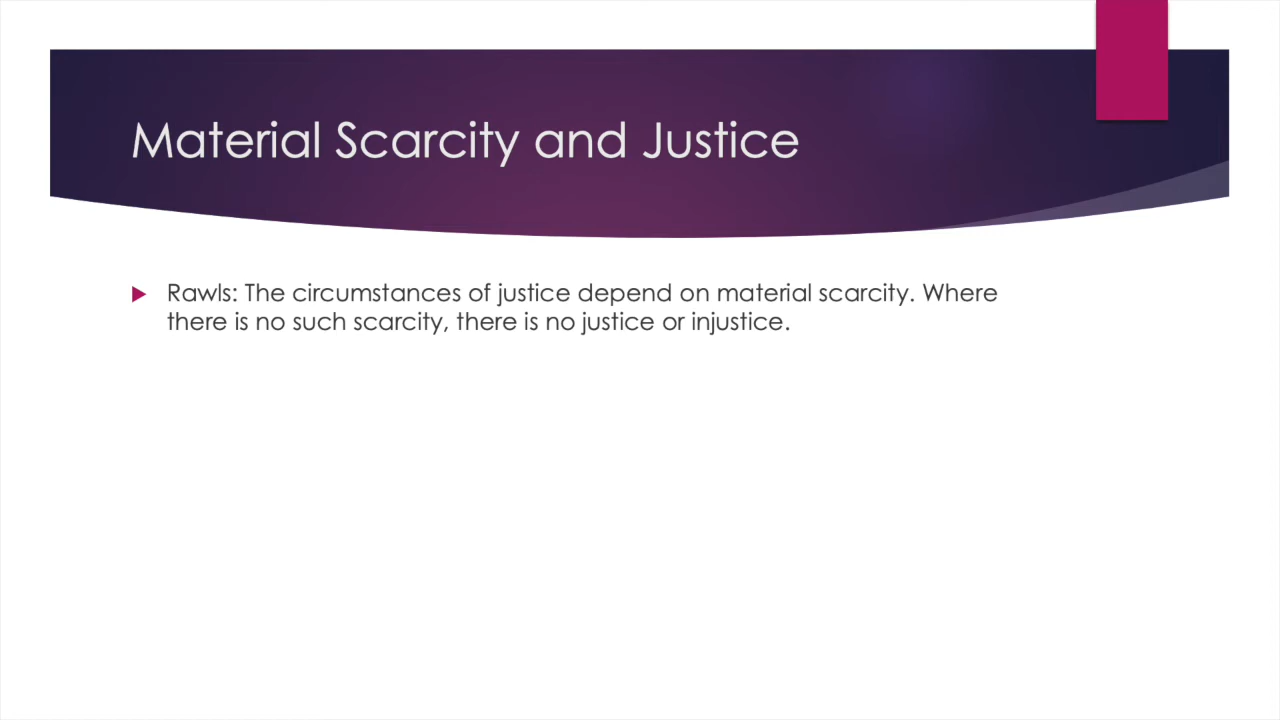 Material Scarcity and Justice
Rawls: The circumstances of justice depend on material scarcity. Where
there is no such scarcity, there is no justice or injustice.